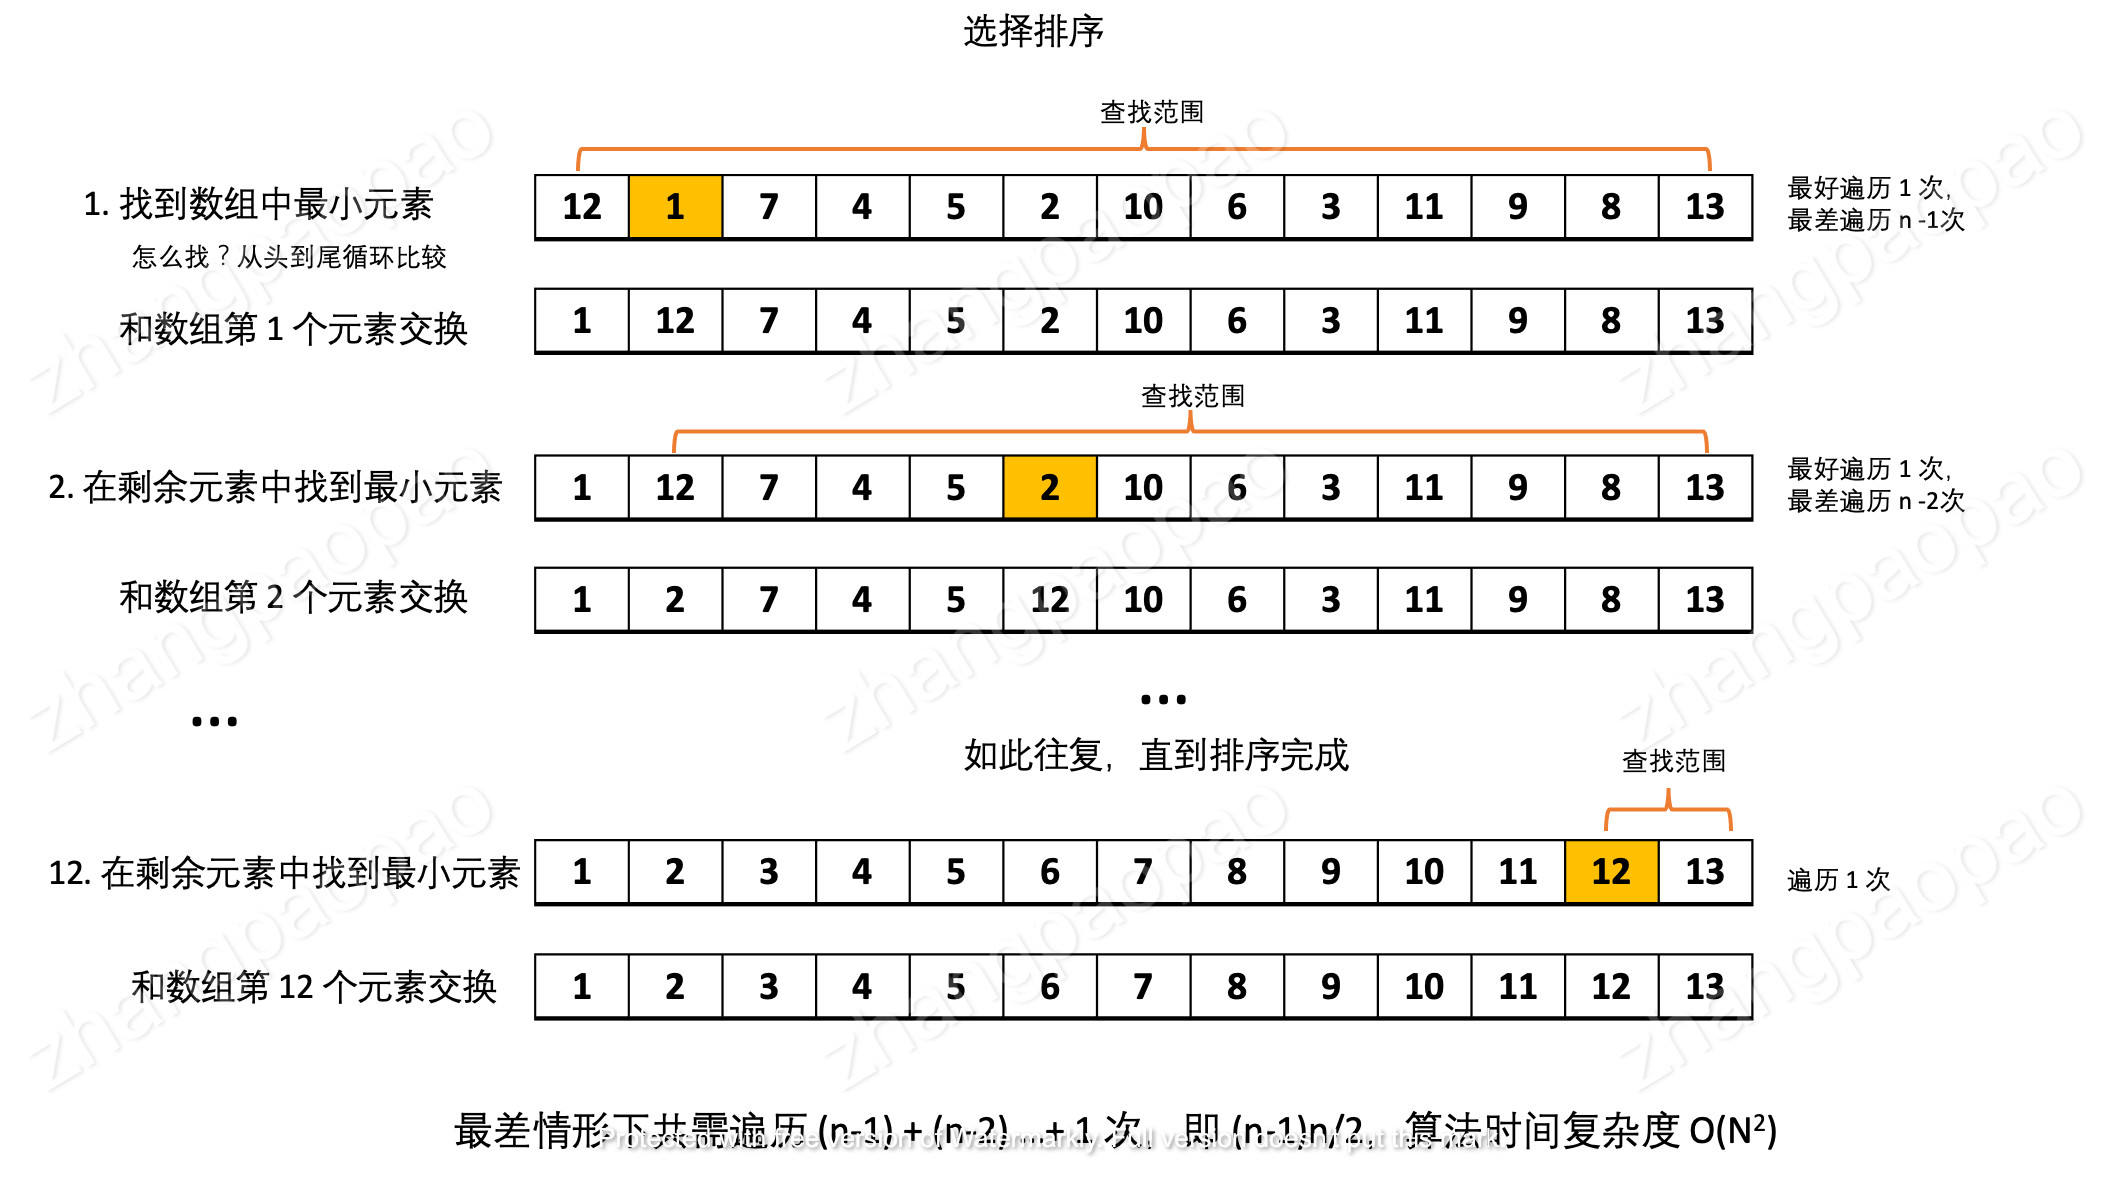 选择排序
查找范围
1. 找到数组中最小元素
12 1 7 4 5 2 10 6 3 11 9 8 13
最好遍历 1 次,
最差遍历 n -1次
怎么找？从头到尾循环比较
和数组第 1 个元素交换
1 12 7 4 5 2 10 6 3 11 9 8 13
查找范围
2. 在剩余元素中找到最小元素
1 12 7 4 5 2 10 6 3 11 9 8 13
最好遍历 1 次,
最差遍历 n -2次
和数组第 2 个元素交换
1 2 7 4 5 12 10 6 3 11 9 8 13
...
...
如此往复，直到排序完成
查找范围
12. 在剩余元素中找到最小元素
1 2 3 4 5 6 7 8 9 10 11 12 13
遍历 1 次
和数组第 12 个元素交换
1 2 3 4 5 6 7 8 9 10 11 12 13
最差情形下共需遍历 (n-1) + (n-2)...+ 1 次，即 (n-1)n/2，算法时间复杂度 O(N²)
Protected with free version of Watermarkly. Full version doesn't put this mark.
zhangpaopao
zhangpaopao
zhangpaopao
zhangpaopao
zhangpaopao
zhangpaopao
zhangpaopao
zhangpaopao
zhangpaopao